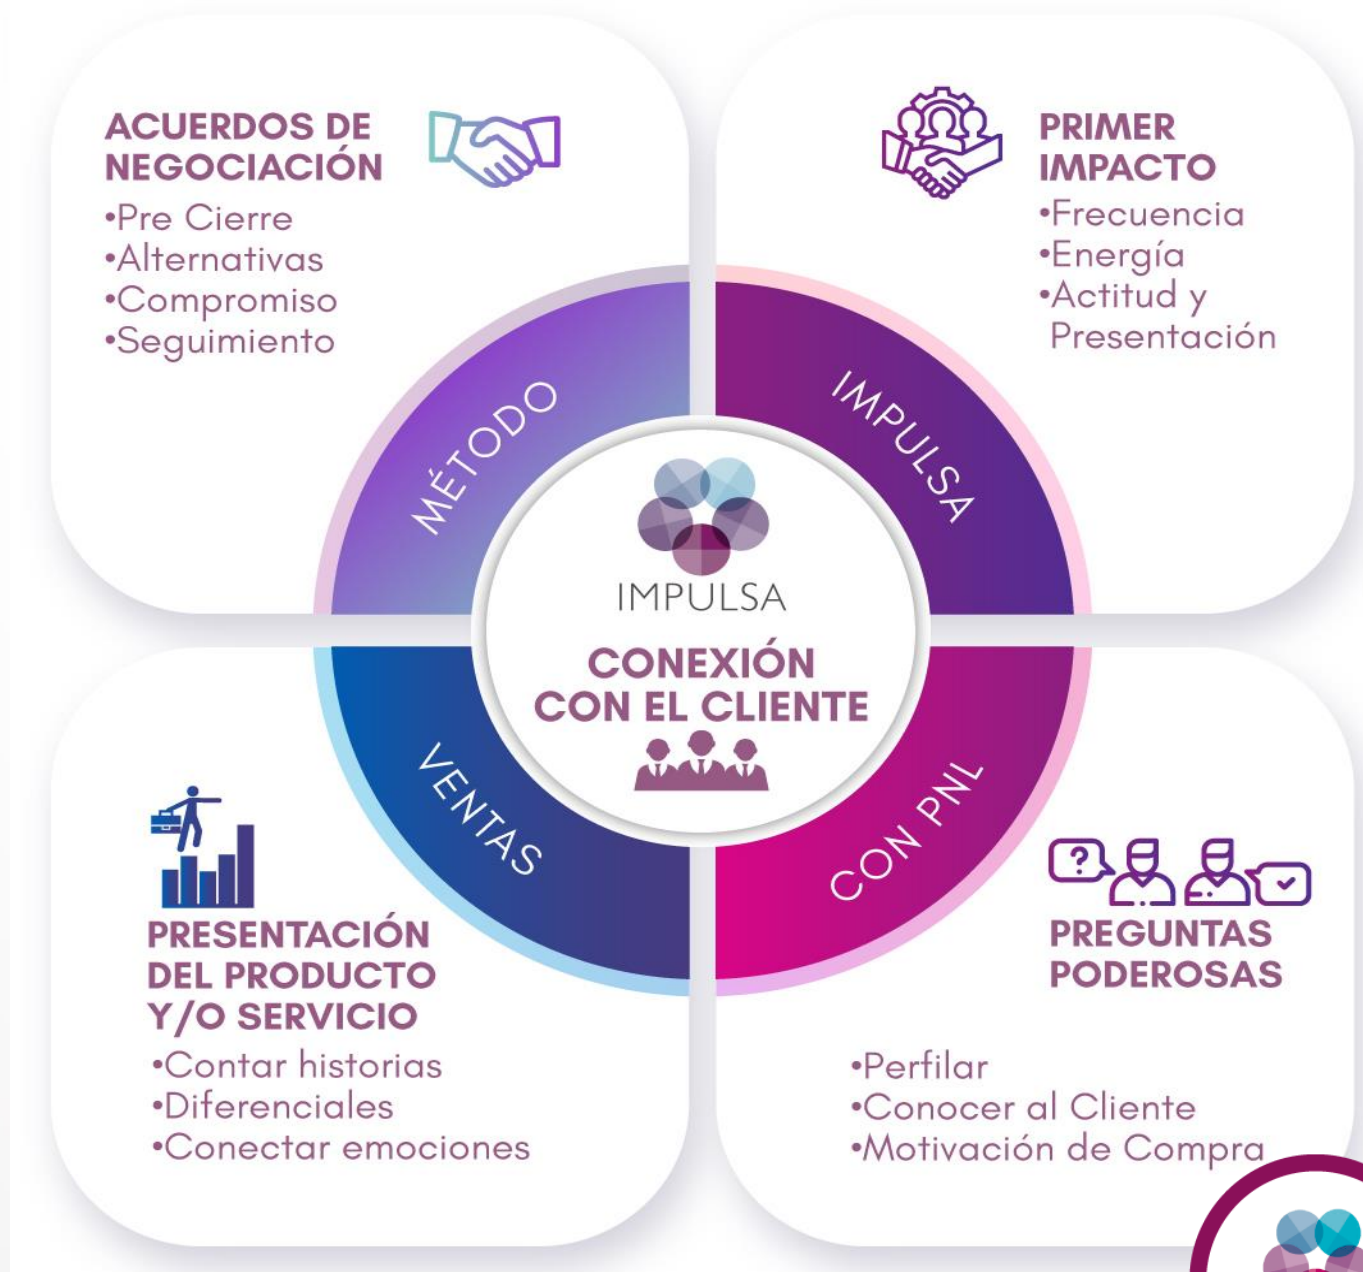 ACUERDOS DE
NEGOCIACIÓN
•Pre Cierre
•Alternativas
•Compromiso
•Seguimiento
PRIMER
IMPACTO
•Frecuencia
•Energía
•Actitud y
Presentación
MÉTODO
IMPULSA
VENTAS
CON PNL
IMPULSA
CONEXIÓN
CON EL CLIENTE
?
PRESENTACIÓN
DEL PRODUCTO
Y/O SERVICIO
•Contar historias
•Diferenciales
•Conectar emociones
PREGUNTAS
PODEROSAS
•Perfilar
•Conocer al Cliente
•Motivación de Compra